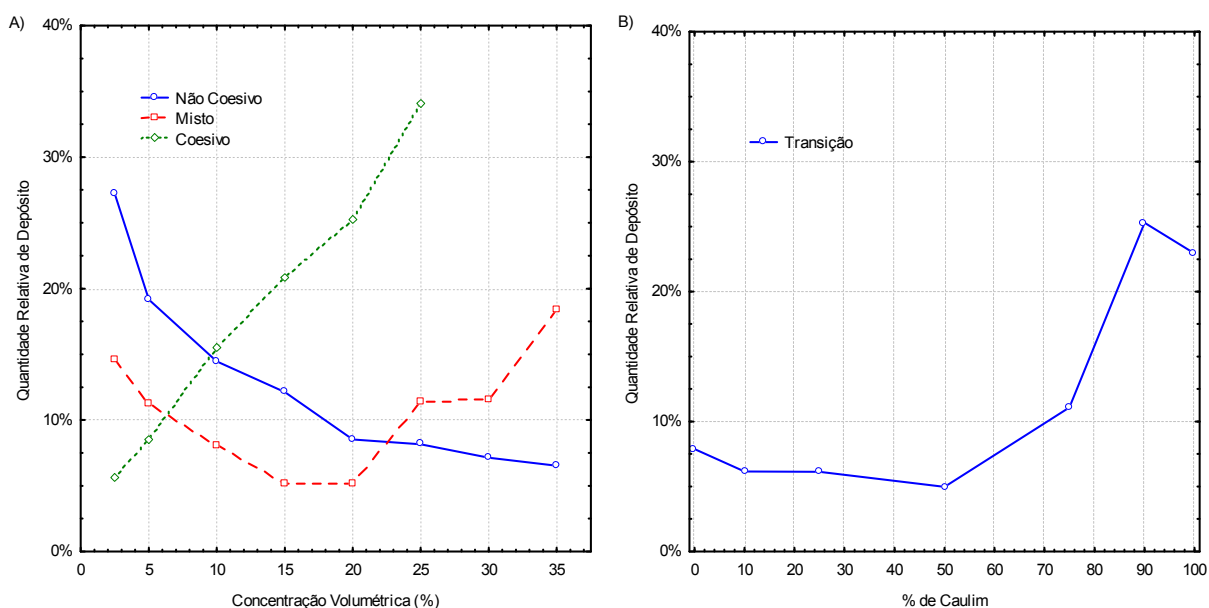 A)
40%
30%
20%
10%
0%
Quantidade Relativa de Depósito
Não Coesivo
Misto
Coesivo
0 5 10 15 20 25 30 35
Concentração Volumétrica (%)
B)
40%
30%
20%
10%
0%
Quantidade Relativa de Depósito
Transição
0 10 20 30 40 50 60 70 80 90 100
% de Caulim